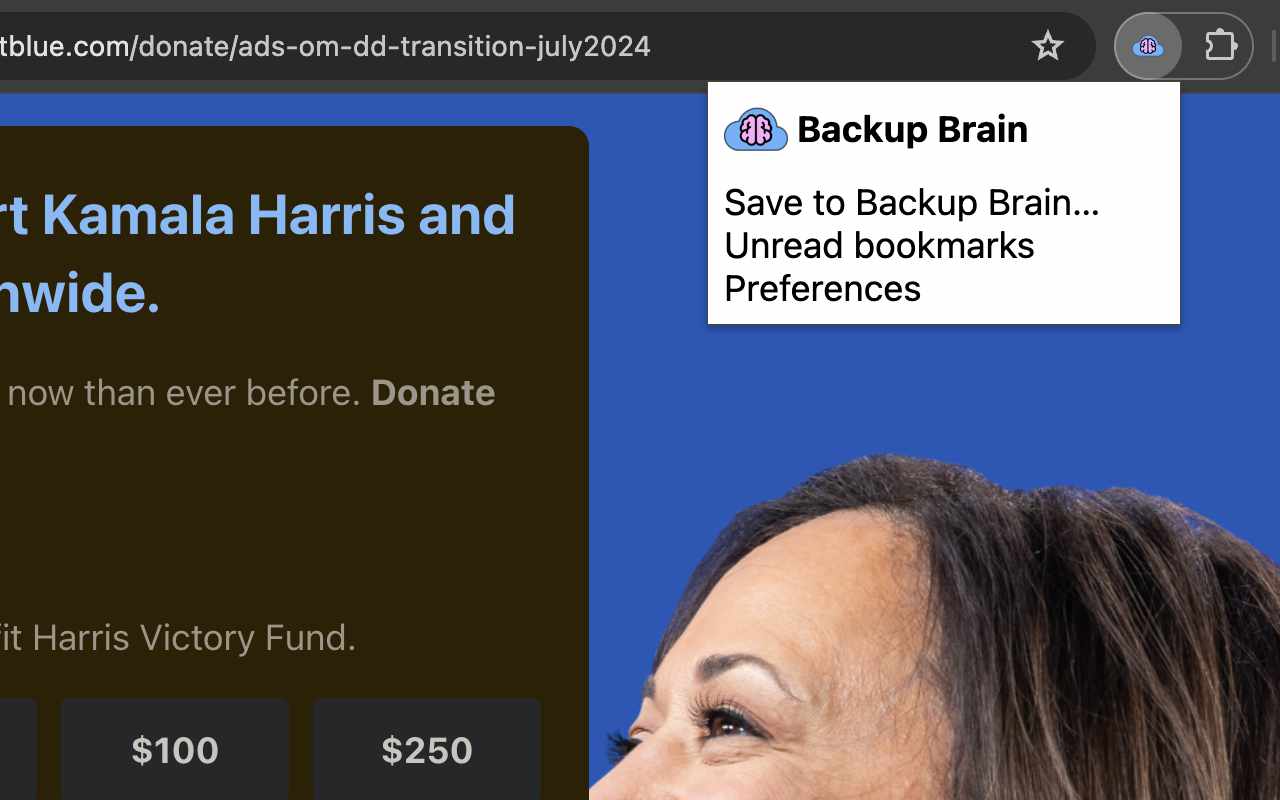 tblue.com/donate/ads-om-dd-transition-july2024
Backup Brain
Save to Backup Brain...
Unread bookmarks
Preferences
rt Kamala Harris and
nwide.
now than ever before. Donate
fit Harris Victory Fund.
$100
$250